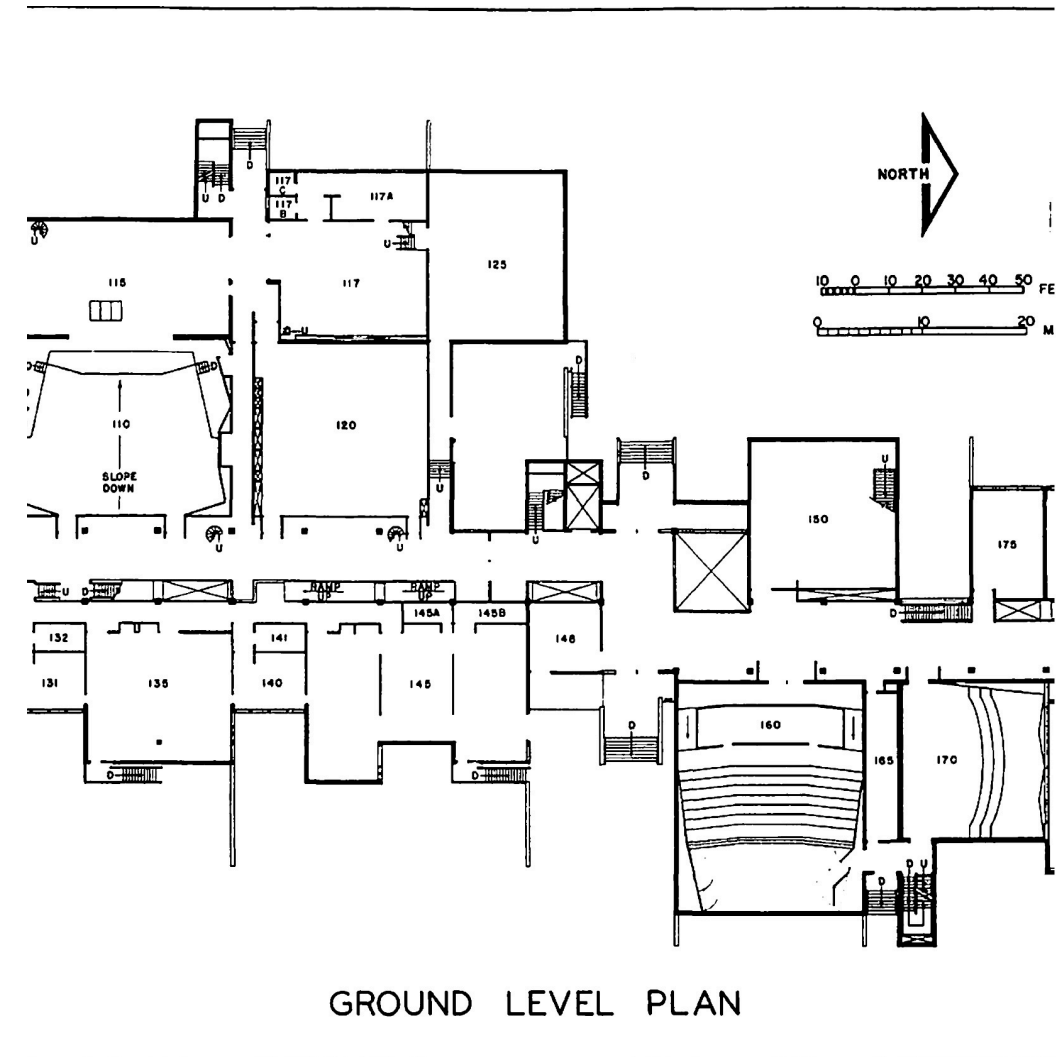 D
117
C
117
B
117A
U D
NORTH
U
U
125
115
117
10 0 10 20 30 40 50 FE
0 10 20 M
U
D
D
D
110
120
SLOPE
DOWN
D
U
U
150
175
U
U
U
RAMP
UP
RAMP
UP
U D
145A
145B
D
132
141
148
131
135
140
145
160
D
165
170
D
D
D U
D
GROUND LEVEL PLAN